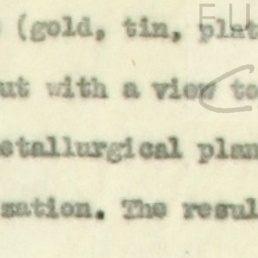 (gold, tin, plat
ut with a view to
etallurgical plan
sation. The resul